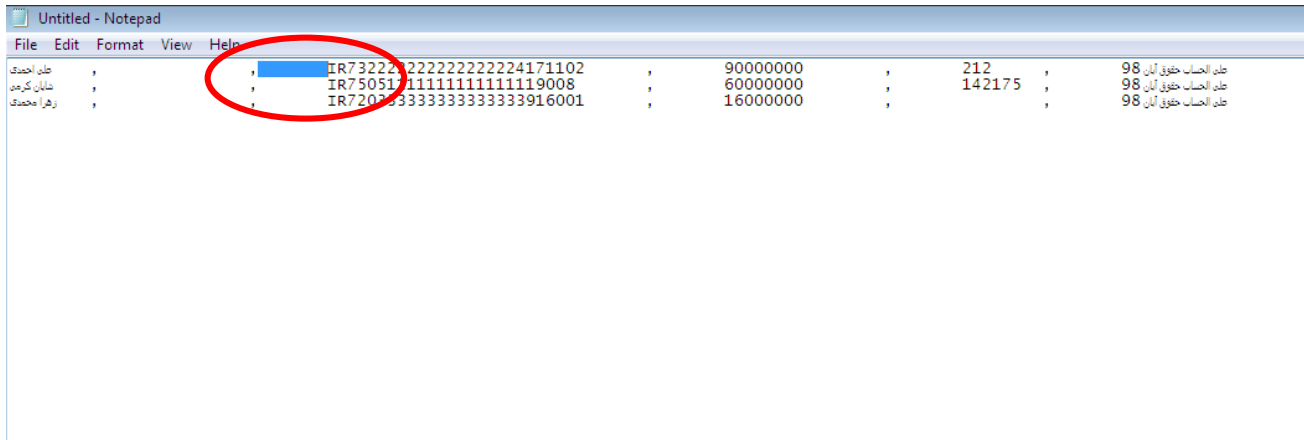 Untitled - Notepad
File Edit Format View Help
علی احمدی , , IR732222222222222224171102 , 90000000 , 212 , علی الحساب حقوق آبان 98
شایان کرمی , , IR75051111111111111119008 , 60000000 , 142175 , علی الحساب حقوق آبان 98
زهرا محمدی , , IR720333333333333333916001 , 16000000 , , علی الحساب حقوق آبان 98